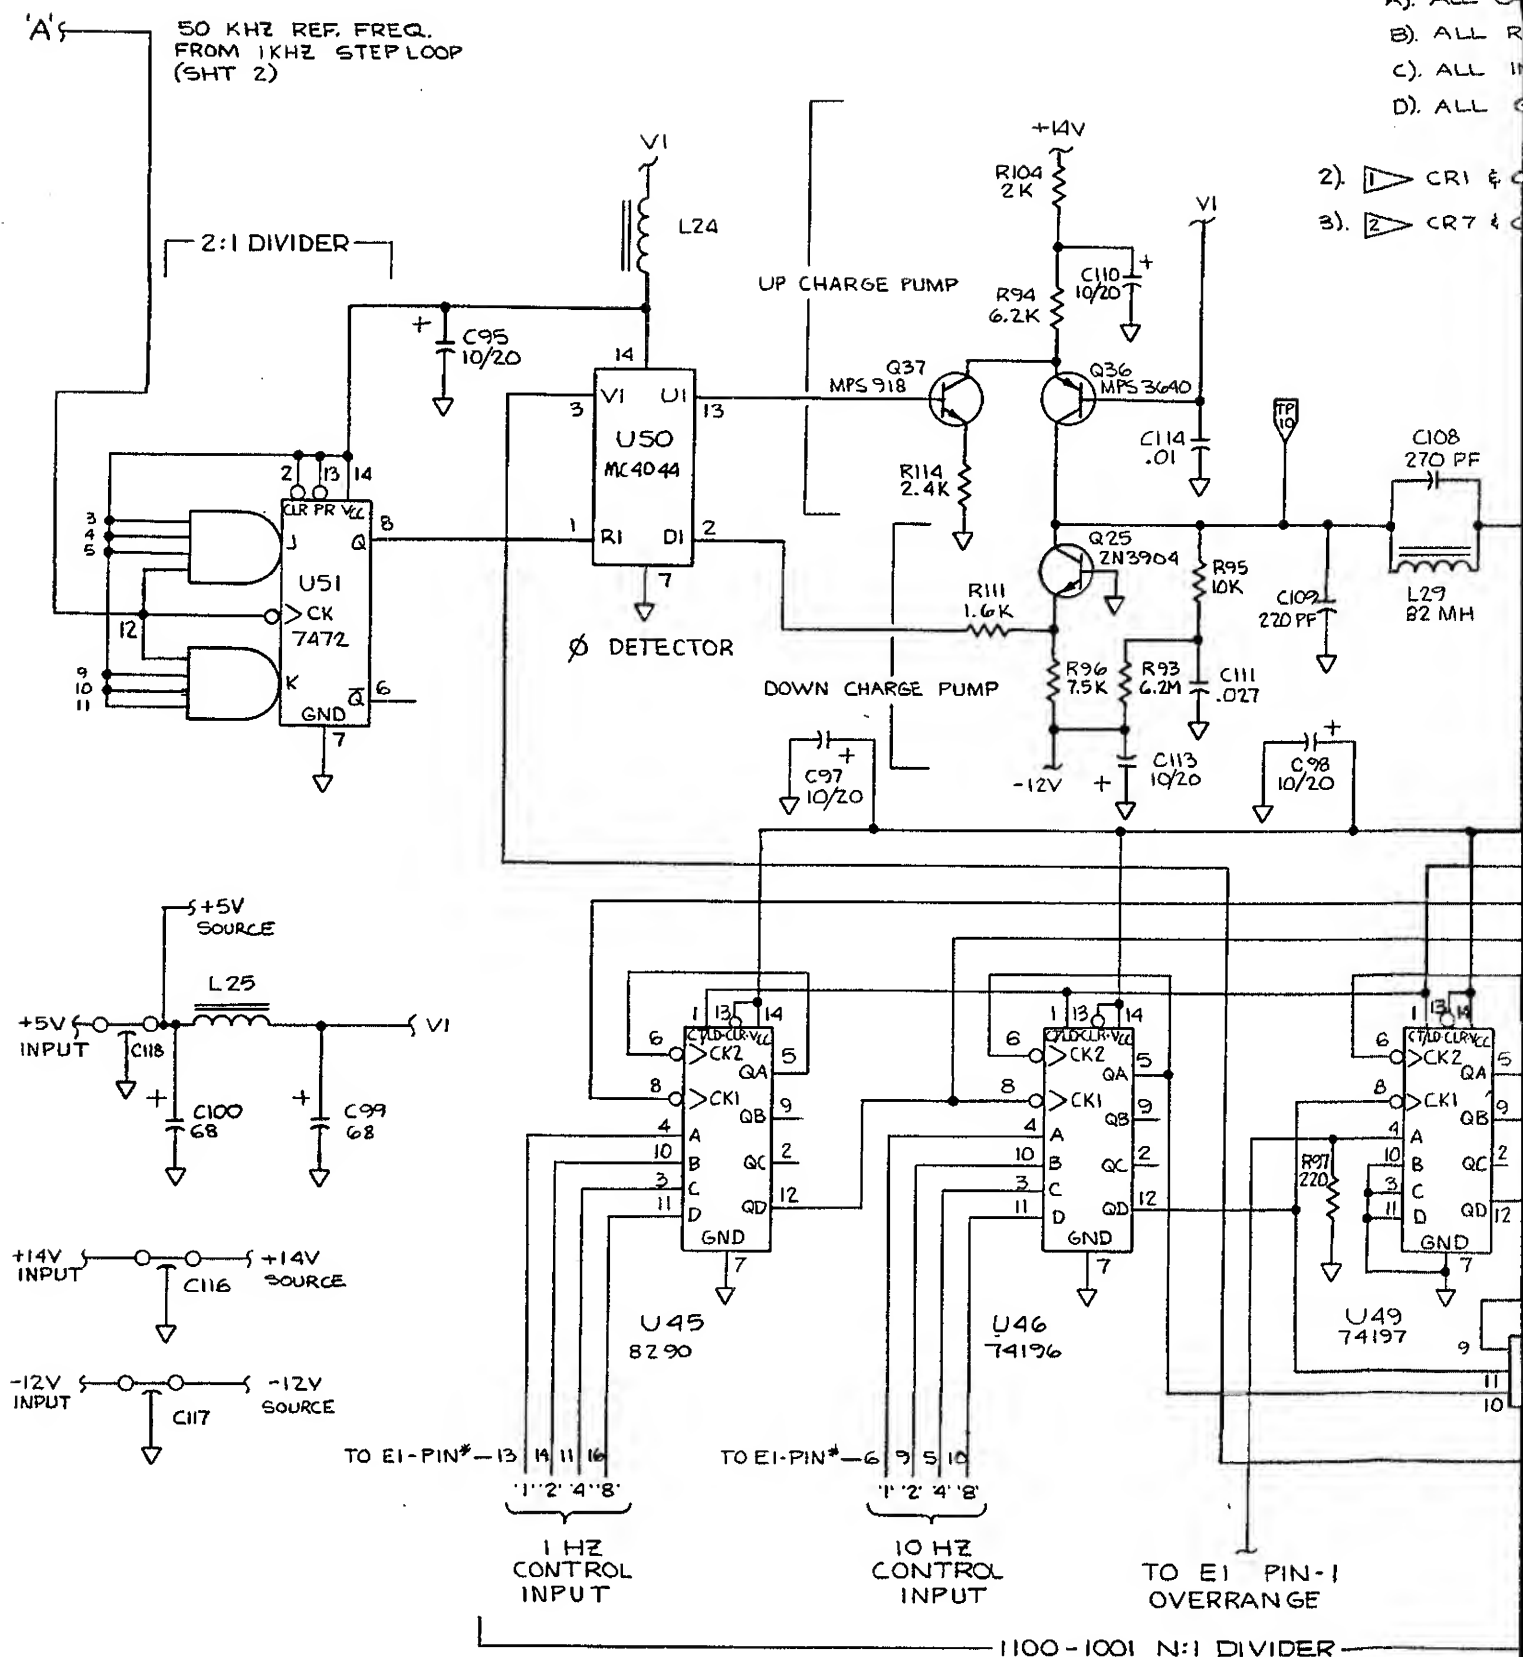 'A'
50 KHZ REF. FREQ.
FROM 1KHZ STEP LOOP
(SHT 2)
A). ALL
B). ALL R
C). ALL
D). ALL
2). 1 CR1 &
3). 2 CR7 &
2:1 DIVIDER
V1
L24
+14V
R104
2K
V1
UP CHARGE PUMP
C110
10/20
+
R94
6.2K
+
C95
10/20
14
Q37
MPS 918
Q36
MPS 3640
3
V1
U1
13
U50
MC4044
R114
2.4K
C114
.01
TP
10
C108
270 PF
2
13
14
CLR PR VCC
3
4
5
J
Q
8
1
R1
D1
2
Q25
2N3904
U51
7
R111
1.6K
R95
10K
C109
220 PF
L29
82 MH
12
CK
7472
Ø DETECTOR
9
10
11
K
Q
6
GND
7
DOWN CHARGE PUMP
R96
7.5K
R93
6.2M
C111
.027
C97
10/20
+
-12V
+
C113
10/20
C98
10/20
+
+5V
SOURCE
L25
+5V
INPUT
C118
V1
+
C100
68
+
C99
68
1
13
14
CT/LD-CLR-VCC
6
CK2
QA
5
8
CK1
QB
9
4
A
10
B
QC
2
3
C
11
D
QD
12
GND
7
U45
8290
1
13
14
CT/LD-CLR-VCC
6
CK2
QA
5
8
CK1
QB
9
4
A
10
B
QC
2
3
C
11
D
QD
12
GND
7
U46
74196
1
13
14
CT/LD-CLR-VCC
6
CK2
QA
5
8
CK1
QB
9
4
A
10
B
QC
2
3
C
11
D
QD
12
GND
7
R97
220
U49
74197
9
11
10
+14V
INPUT
C116
+14V
SOURCE
-12V
INPUT
C117
-12V
SOURCE
TO E1-PIN#-13 14 11 16
'1' '2' '4' '8'
1 HZ
CONTROL
INPUT
TO E1-PIN#-6 9 5 10
'1' '2' '4' '8'
10 HZ
CONTROL
INPUT
TO E1 PIN-1
OVERRANGE
1100-1001 N:1 DIVIDER